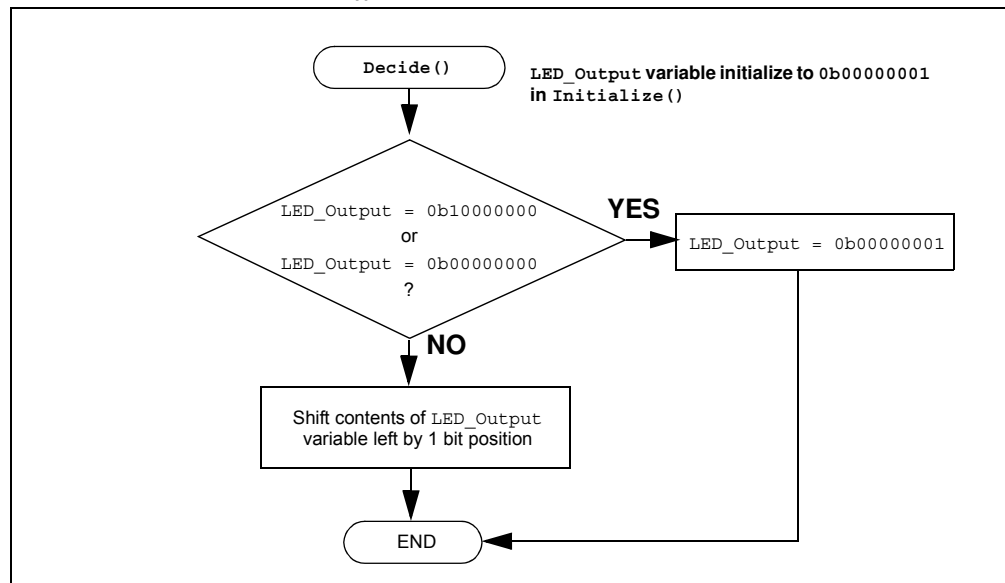 Decide()
LED_Output variable initialize to 0b00000001
in Initialize()
LED_Output = 0b10000000
or
LED_Output = 0b00000000
?
YES
LED_Output = 0b00000001
NO
Shift contents of LED_Output
variable left by 1 bit position
END